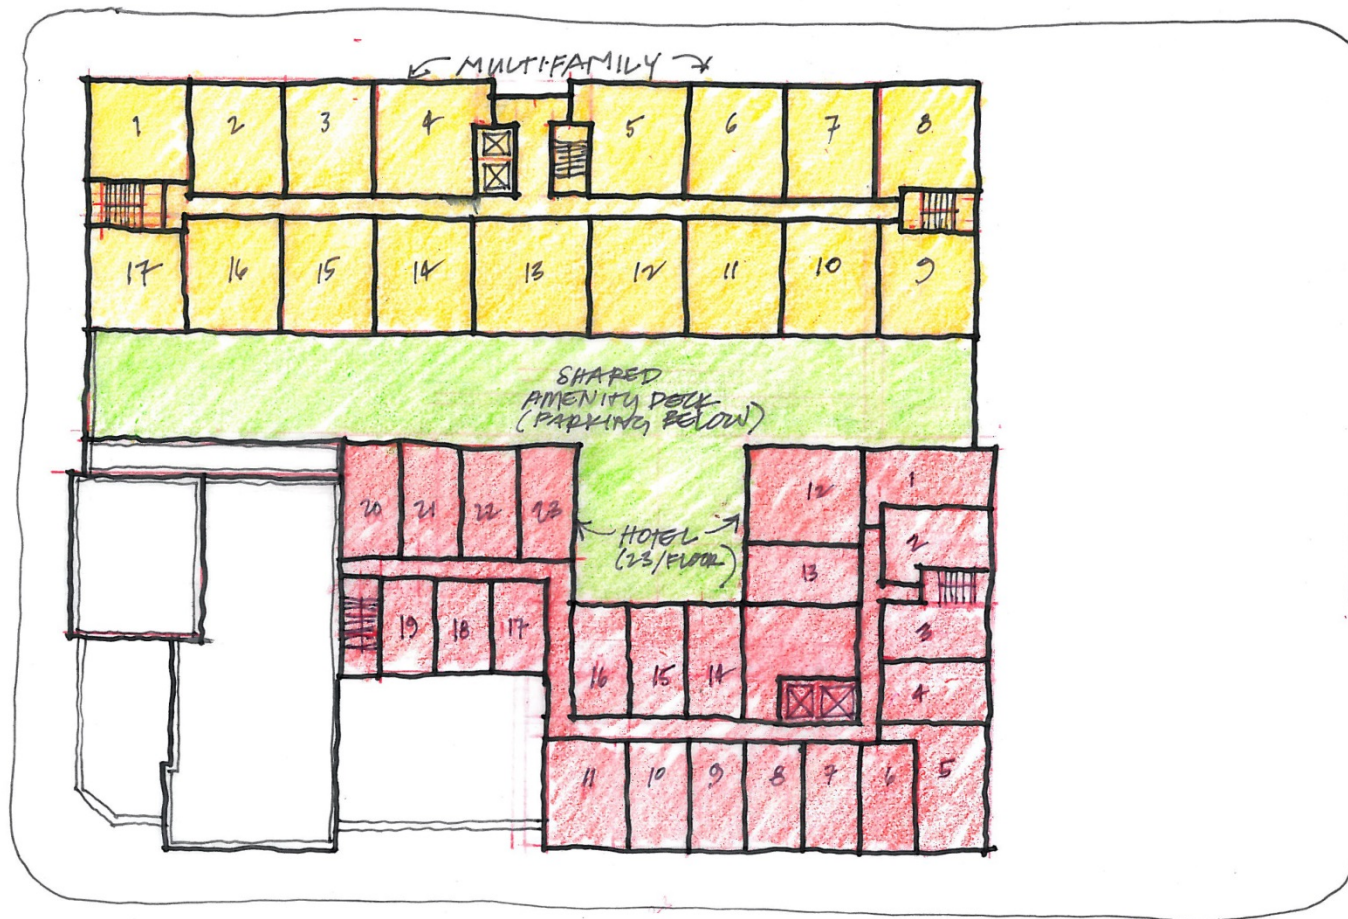 MULTIFAMILY
1 2 3 4 5 6 7 8
17 16 15 14 13 12 11 10 9
SHARED
AMENITY DECK
(PARKING BELOW)
20 21 22 23
12 1
HOTEL
(23/FLOOR)
2
13
19 18 17
3
16 15 14
4
11 10 9 8 7 6 5